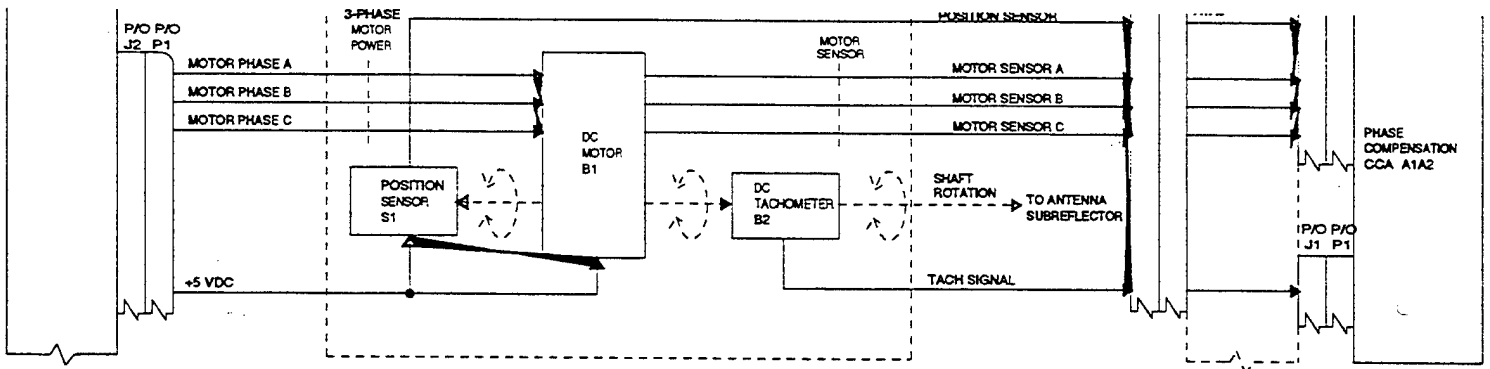 P/O P/O
J2 P1
3-PHASE
MOTOR
POWER
POSITION SENSOR
MOTOR
SENSOR
MOTOR PHASE A
MOTOR PHASE B
MOTOR PHASE C
MOTOR SENSOR A
MOTOR SENSOR B
MOTOR SENSOR C
DC
MOTOR
B1
POSITION
SENSOR
S1
DC
TACHOMETER
B2
SHAFT
ROTATION
TO ANTENNA
SUBREFLECTOR
PHASE
COMPENSATION
CCA A1A2
P/O P/O
J1 P1
+5 VDC
TACH SIGNAL